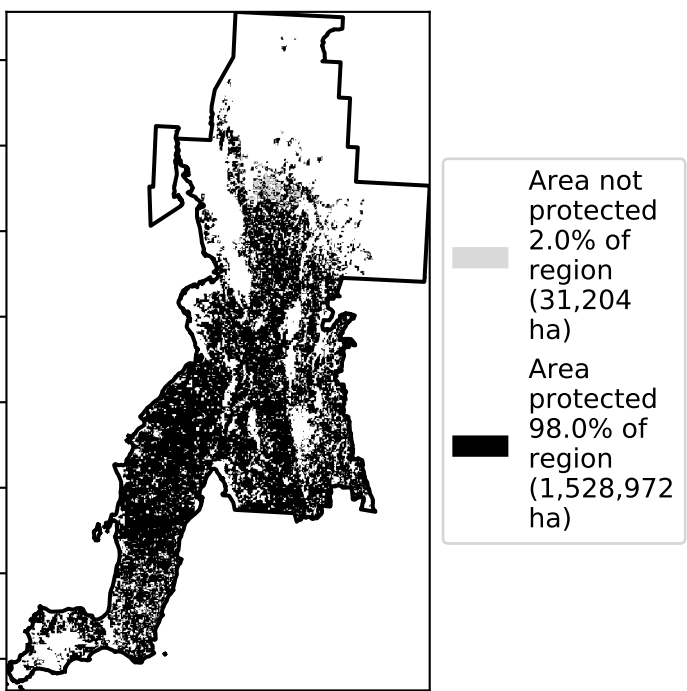 Area not
protected
2.0% of
region
(31,204
ha)
Area
protected
98.0% of
region
(1,528,972
ha)